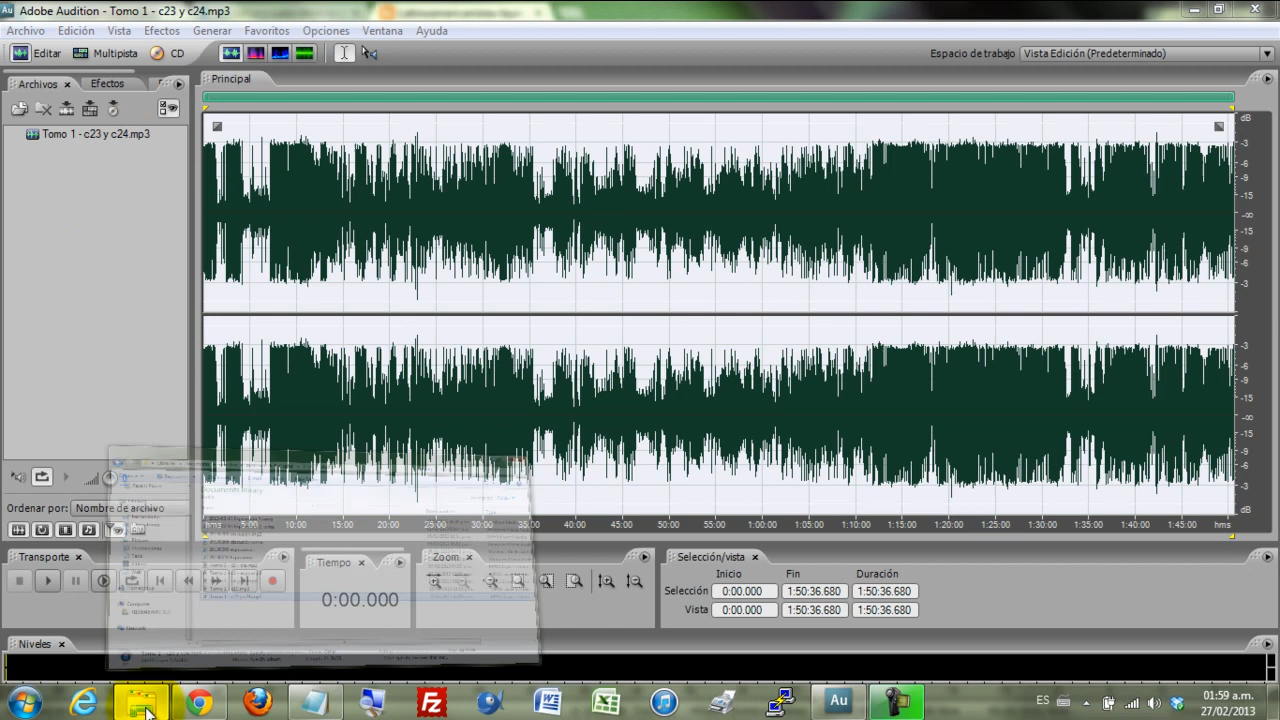 Adobe Audition - Tomo 1 - c23 y c24.mp3
Archivo Edición Vista Efectos Generar Favoritos Opciones Ventana Ayuda
Editar Multipista CD Espacio de trabajo Vista Edición (Predeterminado)
Archivos Efectos Principal
Tomo 1 - c23 y c24.mp3
dB
-3
-6
-9
-15
-∞
-15
-9
-6
-3
-3
-6
-9
-15
-∞
-15
-9
-6
-3
dB
Ordenar por: Nombre de archivo
hms 5:00 10:00 15:00 20:00 25:00 30:00 35:00 40:00 45:00 50:00 55:00 1:00:00 1:05:00 1:10:00 1:15:00 1:20:00 1:25:00 1:30:00 1:35:00 1:40:00 1:45:00 hms
Transporte Tiempo Zoom Selección/vista
Inicio Fin Duración
Selección 0:00.000 1:50:36.680 1:50:36.680
0:00.000
Vista 0:00.000 1:50:36.680 1:50:36.680
Niveles
ES 01:59 a.m.
27/02/2013